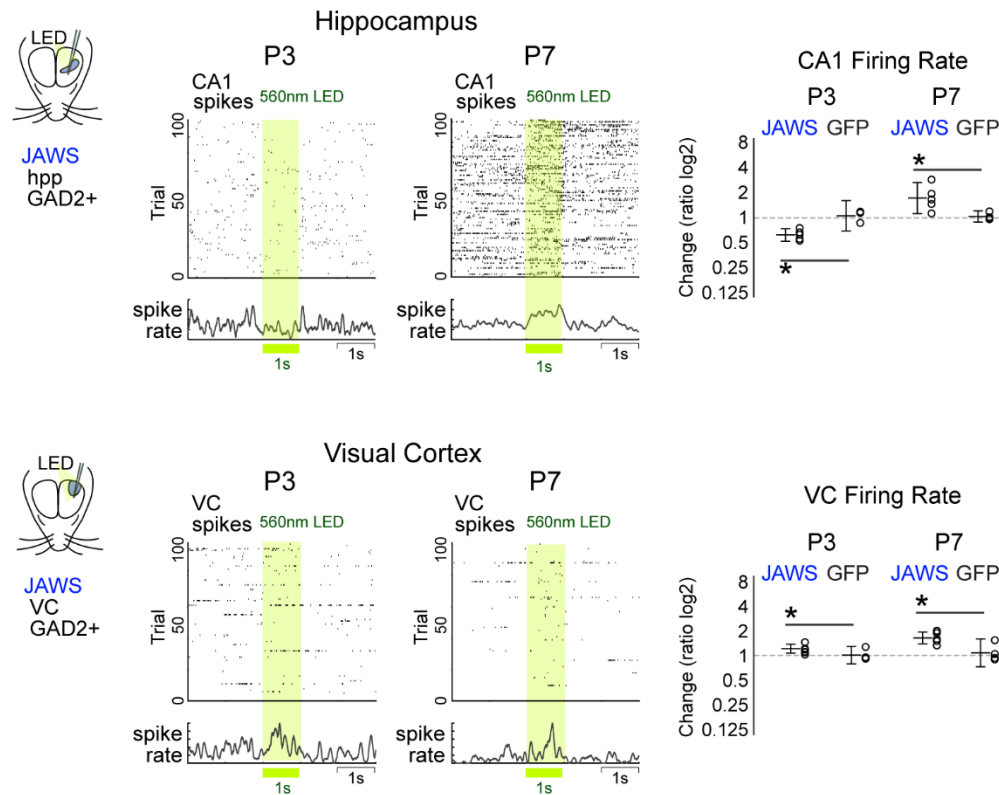 Hippocampus
LED
JAWS
hpp
GAD2+
P3
CA1
spikes
560nm LED
100
50
0
Trial
spike
rate
1s
1s
P7
CA1
spikes
560nm LED
100
50
0
Trial
spike
rate
1s
1s
CA1 Firing Rate
P3 P7
JAWS GFP JAWS GFP
Change (ratio log2)
8
4
2
1
0.5
0.25
0.125
*
*
Visual Cortex
LED
JAWS
VC
GAD2+
P3
VC
spikes
560nm LED
100
50
0
Trial
spike
rate
1s
1s
P7
VC
spikes
560nm LED
100
50
0
Trial
spike
rate
1s
1s
VC Firing Rate
P3 P7
JAWS GFP JAWS GFP
Change (ratio log2)
8
4
2
1
0.5
0.25
0.125
*
*